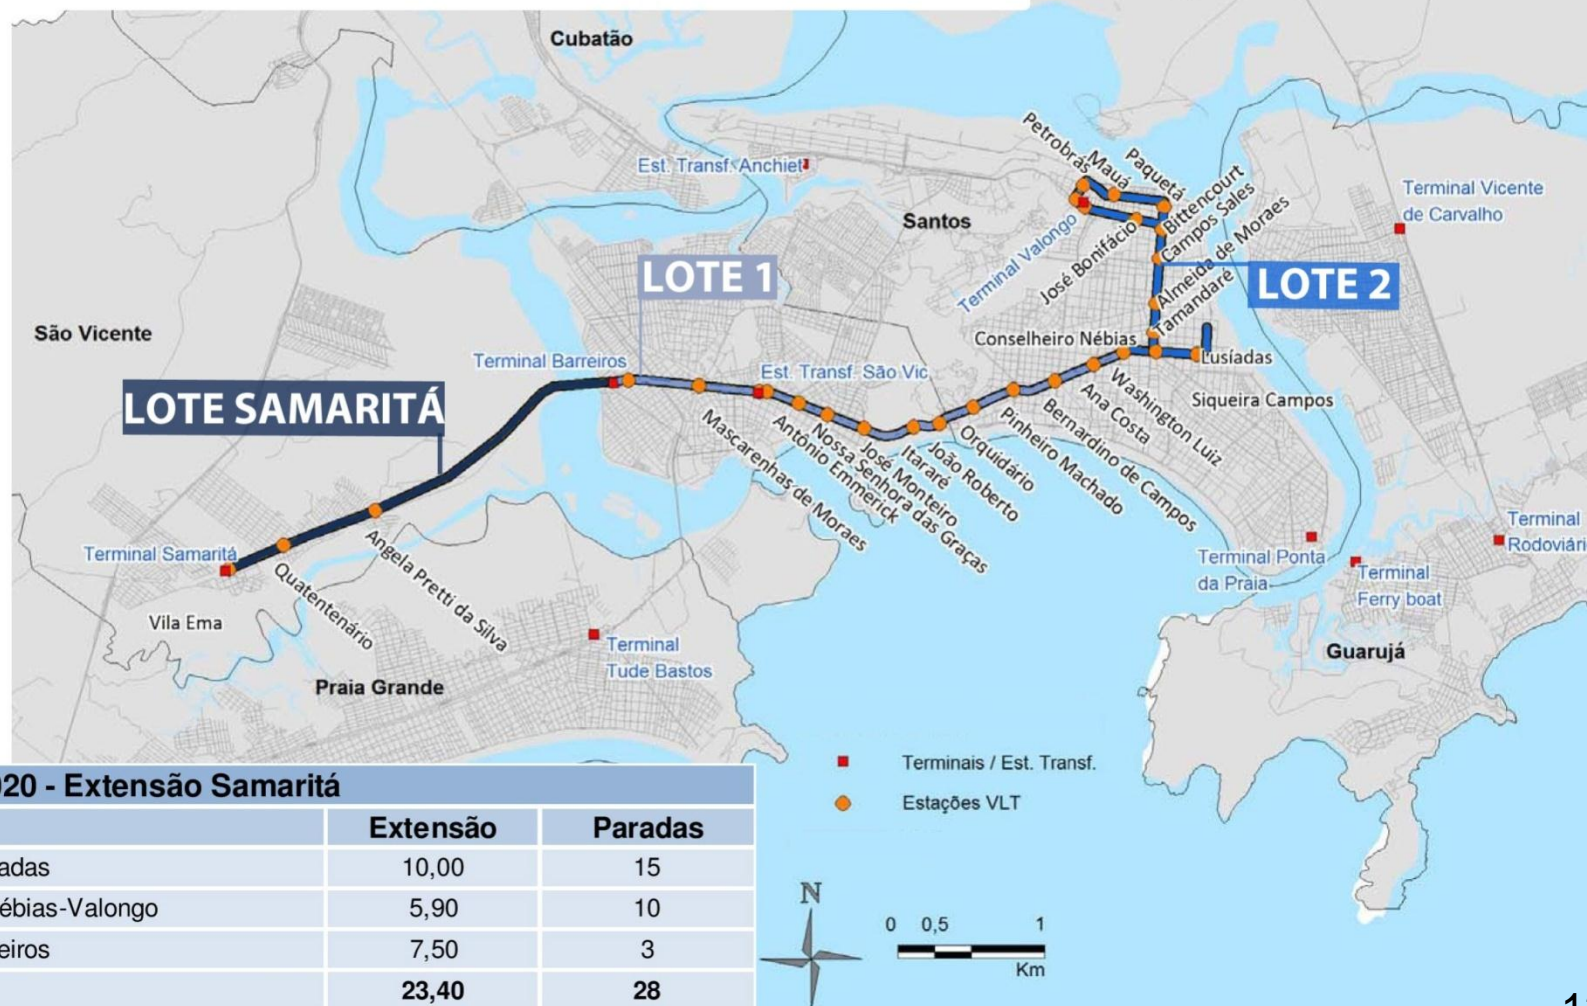 Cubatão
Petrobrás
Mauá
Paquetá
Bittencourt
Campos Sales
Almeida de Moraes
Tamandaré
Est. Transf. Anchiet
Santos
Terminal Valongo
José Bonifácio
Terminal Vicente
de Carvalho
LOTE 1
LOTE 2
São Vicente
Conselheiro Nébias
Lusíadas
Terminal Barreiros
Est. Transf. São Vic
LOTE SAMARITÁ
Siqueira Campos
Washington Luiz
Ana Costa
Bernardino de Campos
Pinheiro Machado
Orquidário
João Roberto
Itararé
José Monteiro
Nossa Senhora das Graças
Antônio Emmerick
Mascarenhas de Moraes
Terminal Samaritá
Angela Pretti da Silva
Quatentenário
Vila Ema
Terminal Ponta
da Praia
Terminal
Ferry boat
Terminal
Rodoviári
Terminal
Tude Bastos
Guarujá
Praia Grande
Terminais / Est. Transf.
Estações VLT
020 - Extensão Samaritá
Extensão Paradas
adas 10,00 15
ébias-Valongo 5,90 10
eiros 7,50 3
23,40 28
N
0 0,5 1
Km